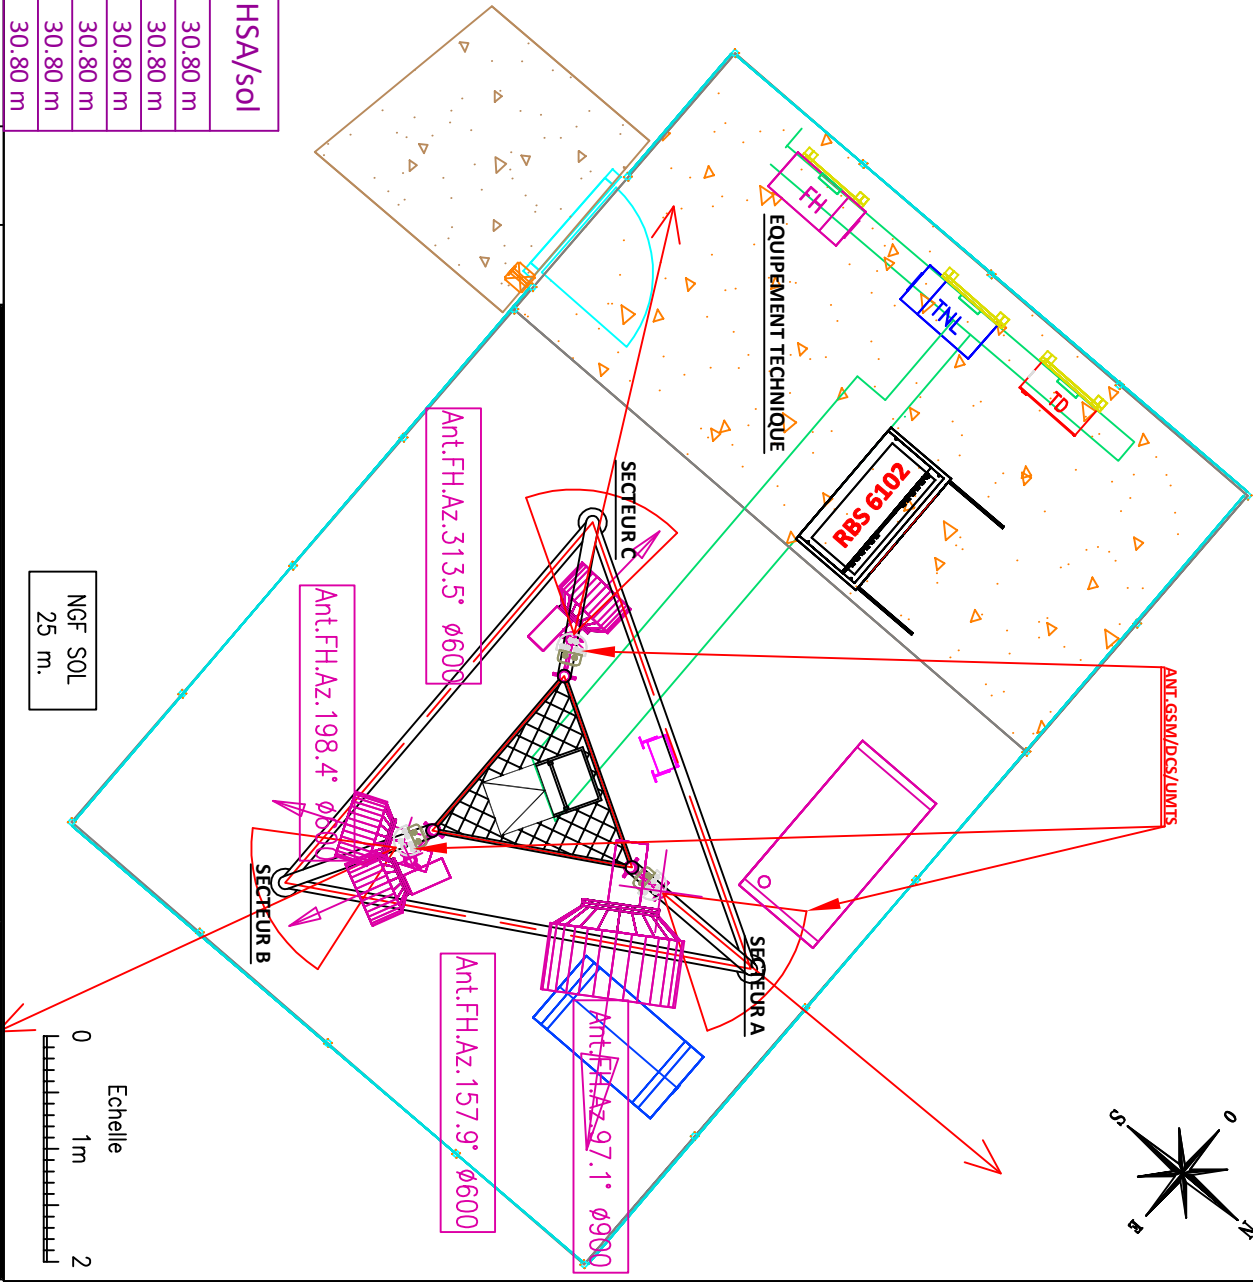 HSA/sol
30.80 m
30.80 m
30.80 m
30.80 m
30.80 m
30.80 m
FH
TNL
TD
EQUIPEMENT TECHNIQUE
RBS 6102
ANT.GSM/DCS/UMTS
SECTEUR C
SECTEUR A
SECTEUR B
Ant.FH.Az.313.5° ø600
Ant.FH.Az.198.4°
Ant.FH.Az.157.9° ø600
Ant.FH.Az.97.1° ø900
NGF SOL
25 m.
Echelle
0 1m 2
S
O
E
N